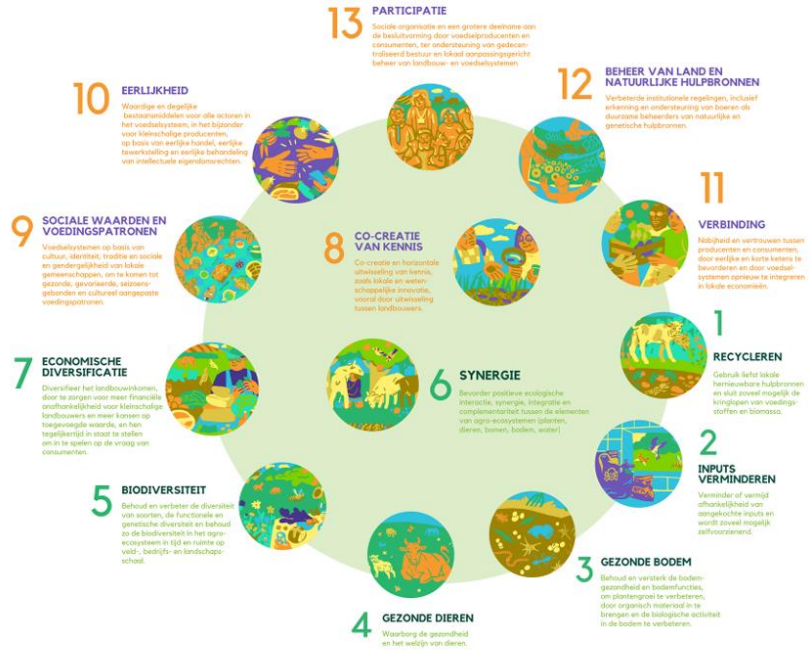 13
PARTICIPATIE
Sociale organisatie en een grotere deelname aan
de besluitvorming door voedselproducenten en
consumenten, ter ondersteuning van gedecen-
traliseerd bestuur en lokaal aanpassingsgericht
beheer van landbouw- en voedselsystemen.
10
EERLIJKHEID
Waardige en degelijke
bestaansmiddelen voor alle actoren in
het voedselsysteem, in het bijzonder
voor kleinschalige producenten,
op basis van eerlijke handel, eerlijke
tewerkstelling en eerlijke behandeling
van intellectuele eigendomsrechten.
12
BEHEER VAN LAND EN
NATUURLIJKE HULPBRONNEN
Verbeterde institutionele regelingen, inclusief
erkenning en ondersteuning van boeren als
duurzame beheerders van natuurlijke en
genetische hulpbronnen.
11
VERBINDING
Nabijheid en vertrouwen tussen
producenten en consumenten,
door eerlijke en korte ketens te
bevorderen en door voedsel-
systemen opnieuw te integreren
in lokale economieën.
9
SOCIALE WAARDEN EN
VOEDINGSPATRONEN
Voedselsystemen op basis van
cultuur, identiteit, traditie en sociale
en gendergelijkheid van lokale
gemeenschappen, om te komen tot
gezonde, gevarieerde, seizoens-
gebonden en cultureel aangepaste
voedingspatronen.
8
CO-CREATIE
VAN KENNIS
Co-creatie en horizontale
uitwisseling van kennis,
zoals lokale en weten-
schappelijke innovatie,
vooral door uitwisseling
tussen landbouwers.
1
RECYCLEREN
Gebruik liefst lokale
hernieuwbare hulpbronnen
en sluit zoveel mogelijk de
kringlopen van voedings-
stoffen en biomassa.
7
ECONOMISCHE
DIVERSIFICATIE
Diversifieer het landbouwinkomen,
door te zorgen voor meer financiële
onafhankelijkheid voor kleinschalige
landbouwers en meer kansen op
toegevoegde waarde, en hen
tegelijkertijd in staat te stellen
om in te spelen op de vraag van
consumenten.
6
SYNERGIE
Bevorder positieve ecologische
interactie, synergie, integratie en
complementariteit tussen de elementen
van agro-ecosystemen (planten,
dieren, bomen, bodem, water)
2
INPUTS
VERMINDEREN
Verminder of vermijd
afhankelijkheid van
aangekochte inputs en
wordt zoveel mogelijk
zelfvoorzienend.
5
BIODIVERSITEIT
Behoud en verbeter de diversiteit
van soorten, de functionele en
genetische diversiteit en behoud
zo de biodiversiteit in het agro-
ecosysteem in tijd en ruimte op
veld-, bedrijfs- en landschaps-
schaal.
3
GEZONDE BODEM
Behoud en versterk de bodem-
gezondheid en bodemfuncties,
om plantengroei te verbeteren,
door organisch materiaal in te
brengen en de biologische activiteit
in de bodem te verbeteren.
4
GEZONDE DIEREN
Waarborg de gezondheid
en het welzijn van dieren.